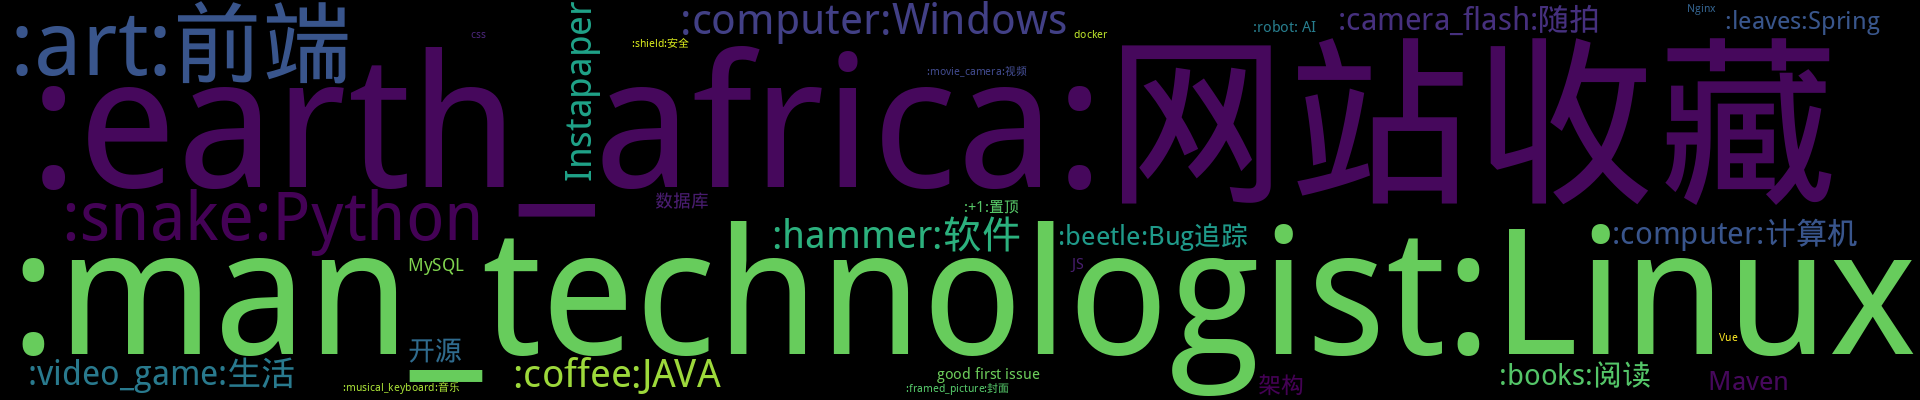 :art:前端
Instapaper
:computer:Windows
css
:shield:安全
docker
:robot: AI
:camera_flash:随拍
Nginx
:leaves:Spring
:earth_africa:网站收藏
:movie_camera:视频
:snake:Python
数据库
:+1:置顶
:hammer:软件
:beetle:Bug追踪
:computer:计算机
MySQL
JS
:man_technologist:Linux
开源
Vue
:video_game:生活
:musical_keyboard:音乐
:coffee:JAVA
good first issue
:framed_picture:封面
架构
:books:阅读
Maven